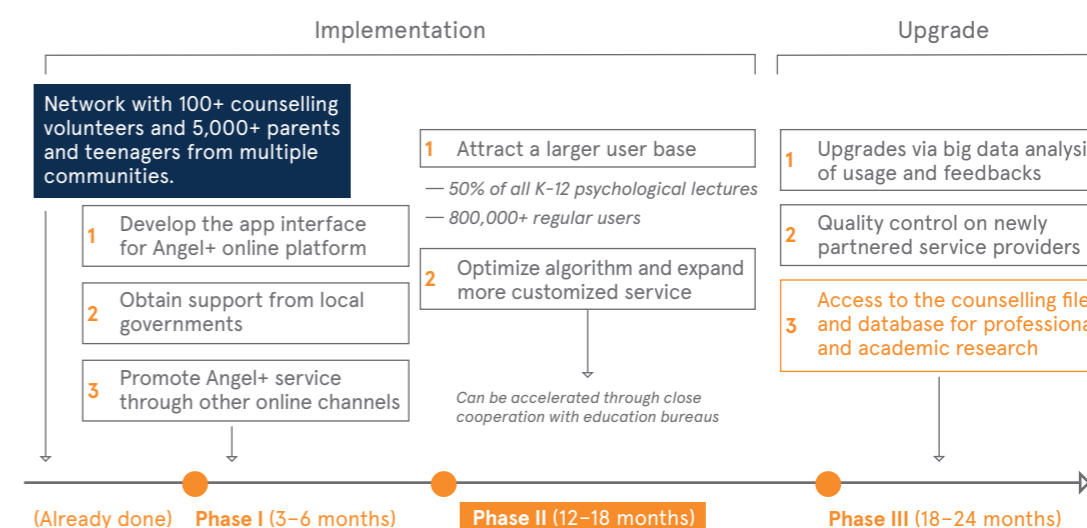 Implementation
Upgrade
Network with 100+ counselling
volunteers and 5,000+ parents
and teenagers from multiple
communities.
1 Develop the app interface
for Angel+ online platform
2 Obtain support from local
governments
3 Promote Angel+ service
through other online channels
1 Attract a larger user base
— 50% of all K-12 psychological lectures
— 800,000+ regular users
2 Optimize algorithm and expand
more customized service
Can be accelerated through close
cooperation with education bureaus
1 Upgrades via big data analysi
of usage and feedbacks
2 Quality control on newly
partnered service providers
3 Access to the counselling file
and database for professiona
and academic research
(Already done) Phase I (3–6 months) Phase II (12–18 months) Phase III (18–24 months)